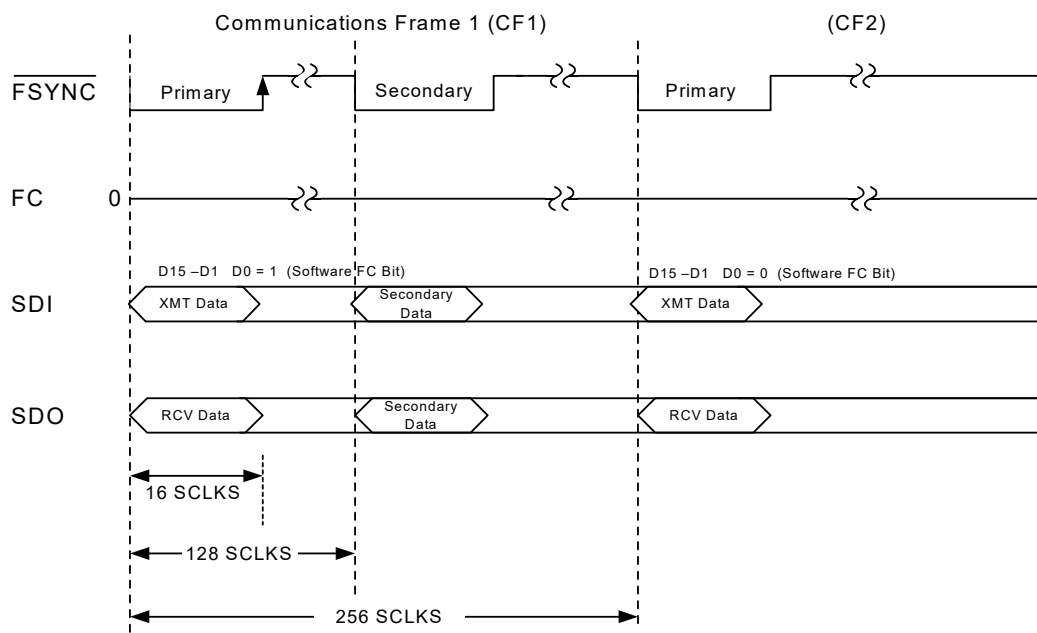 Communications Frame 1 (CF1) (CF2)
FSYNC Primary Secondary Primary
FC 0
D15 –D1 D0 = 1 (Software FC Bit) D15 –D1 D0 = 0 (Software FC Bit)
SDI XMT Data Secondary Data XMT Data
SDO RCV Data Secondary Data RCV Data
16 SCLKS
128 SCLKS
256 SCLKS